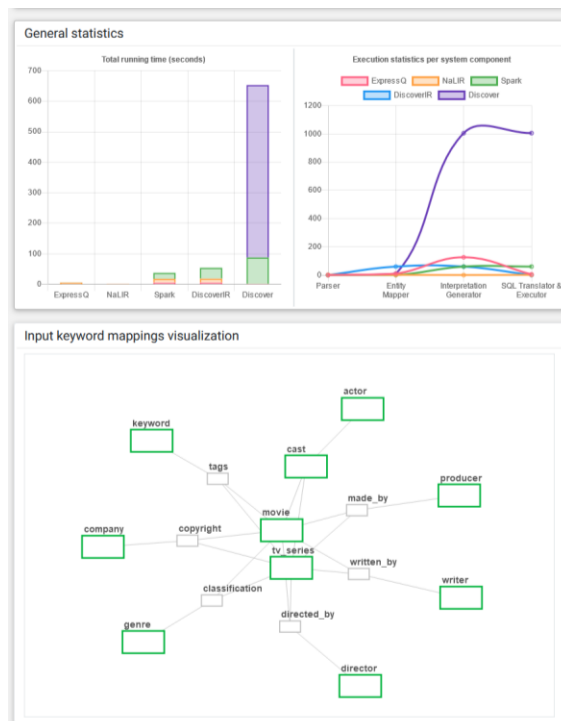 General statistics
Total running time (seconds)
700
600
500
400
300
200
100
0
ExpressQ NaLIR Spark DiscoverIR Discover
Execution statistics per system component
ExpressQ NaLIR Spark
DiscoverIR Discover
1200
1000
800
600
400
200
0
Parser Entity Mapper Interpretation Generator SQL Translator & Executor
Input keyword mappings visualization
actor
keyword
cast
tags
producer
made_by
movie
company
copyright
tv_series
written_by
classification
writer
directed_by
genre
director